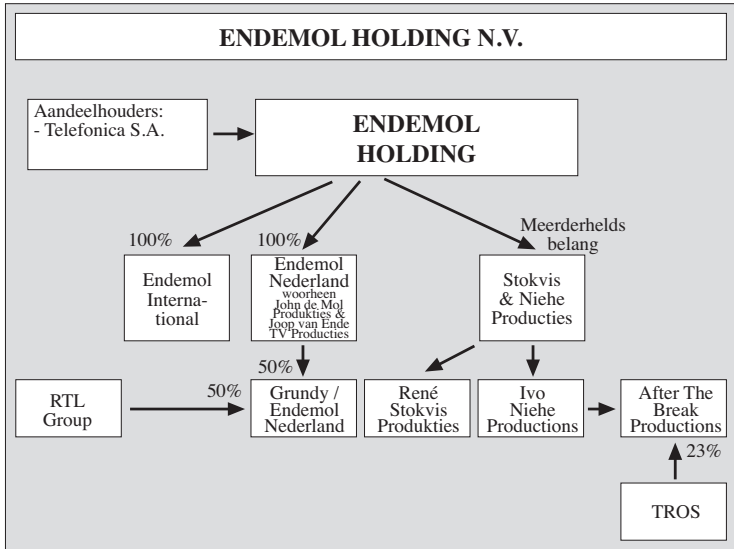 ENDEMOL HOLDING N.V.
Aandeelhouders:
- Telefonica S.A.
ENDEMOL
HOLDING
100%
100%
Meerderhelds
belang
Endemol
Interna-
tional
Endemol
Nederland
woorheen
John de Mol
Produkties &
Joop van Ende
TV Producties
Stokvis
& Niehe
Producties
50%
50%
RTL
Group
Grundy /
Endemol
Nederland
René
Stokvis
Produkties
Ivo
Niehe
Productions
After The
Break
Productions
23%
TROS